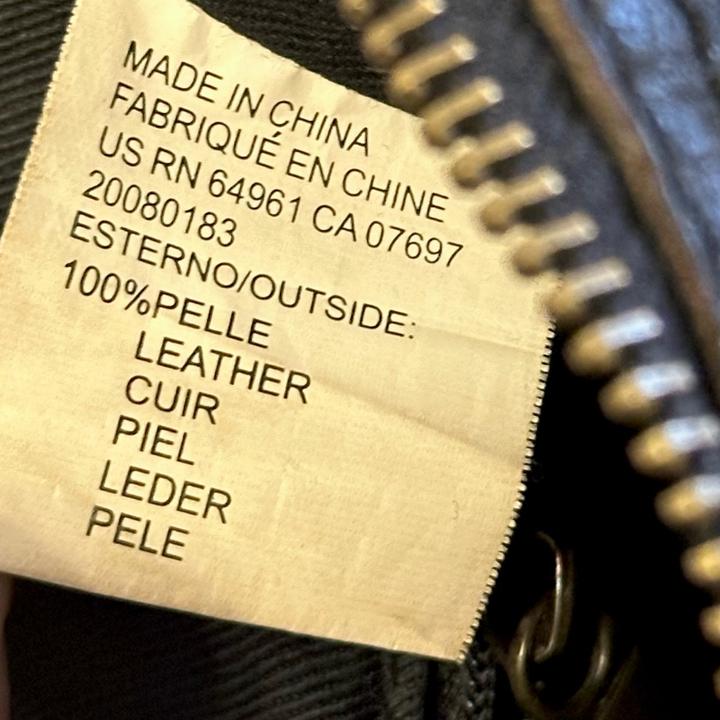 MADE IN CHINA
FABRIQUÉ EN CHINE
US RN 64961 CA 07697
20080183
ESTERNO/OUTSIDE:
100%PELLE
LEATHER
CUIR
PIEL
LEDER
PELE